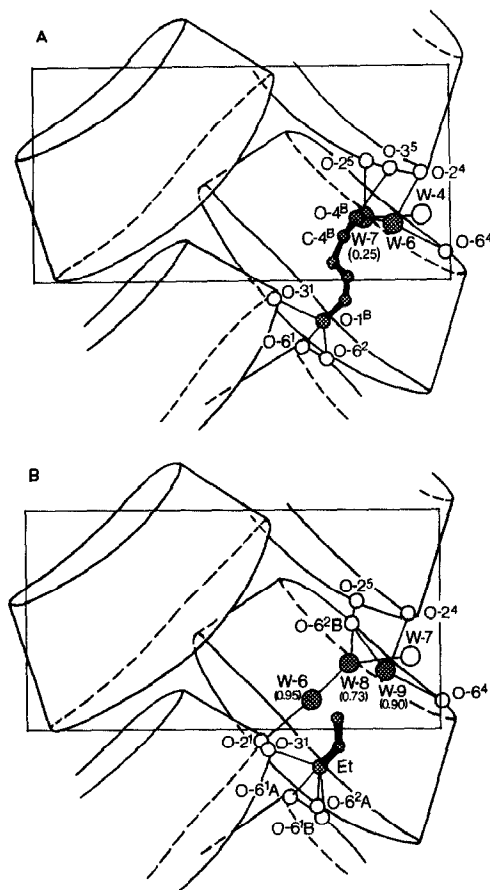 A
O-3⁵
O-2⁵
O-2⁴
O-4ᴮ
W-4
C-4ᴮ
W-7
W-6
(0.25)
O-6⁴
O-3¹
O-1ᴮ
O-6¹
O-6²
B
O-2⁵
O-6²B
O-2⁴
W-7
W-6
(0.95)
W-8
(0.73)
W-9
(0.90)
O-6⁴
O-2¹
O-3¹
Et
O-6¹A
O-6²A
O-6¹B